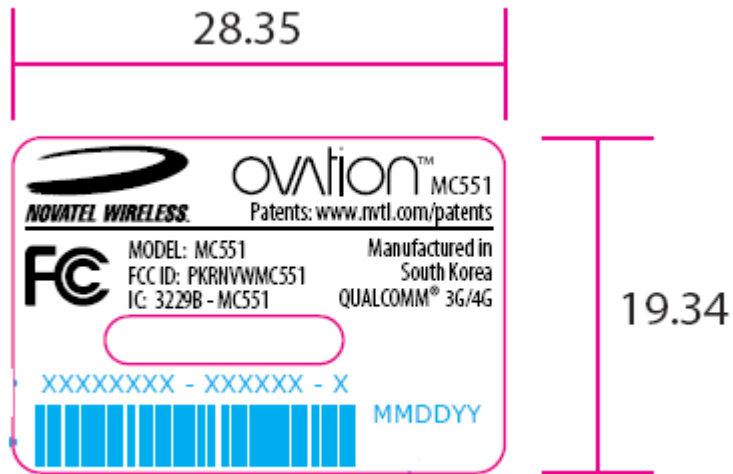 28.35
ovation™ MC551
NOVATEL WIRELESS.
Patents: www.nvtl.com/patents
FC
MODEL: MC551
FCC ID: PKRNVWMC551
IC: 3229B - MC551
Manufactured in
South Korea
QUALCOMM® 3G/4G
19.34
XXXXXXXX - XXXXXX - X
MMDDYY